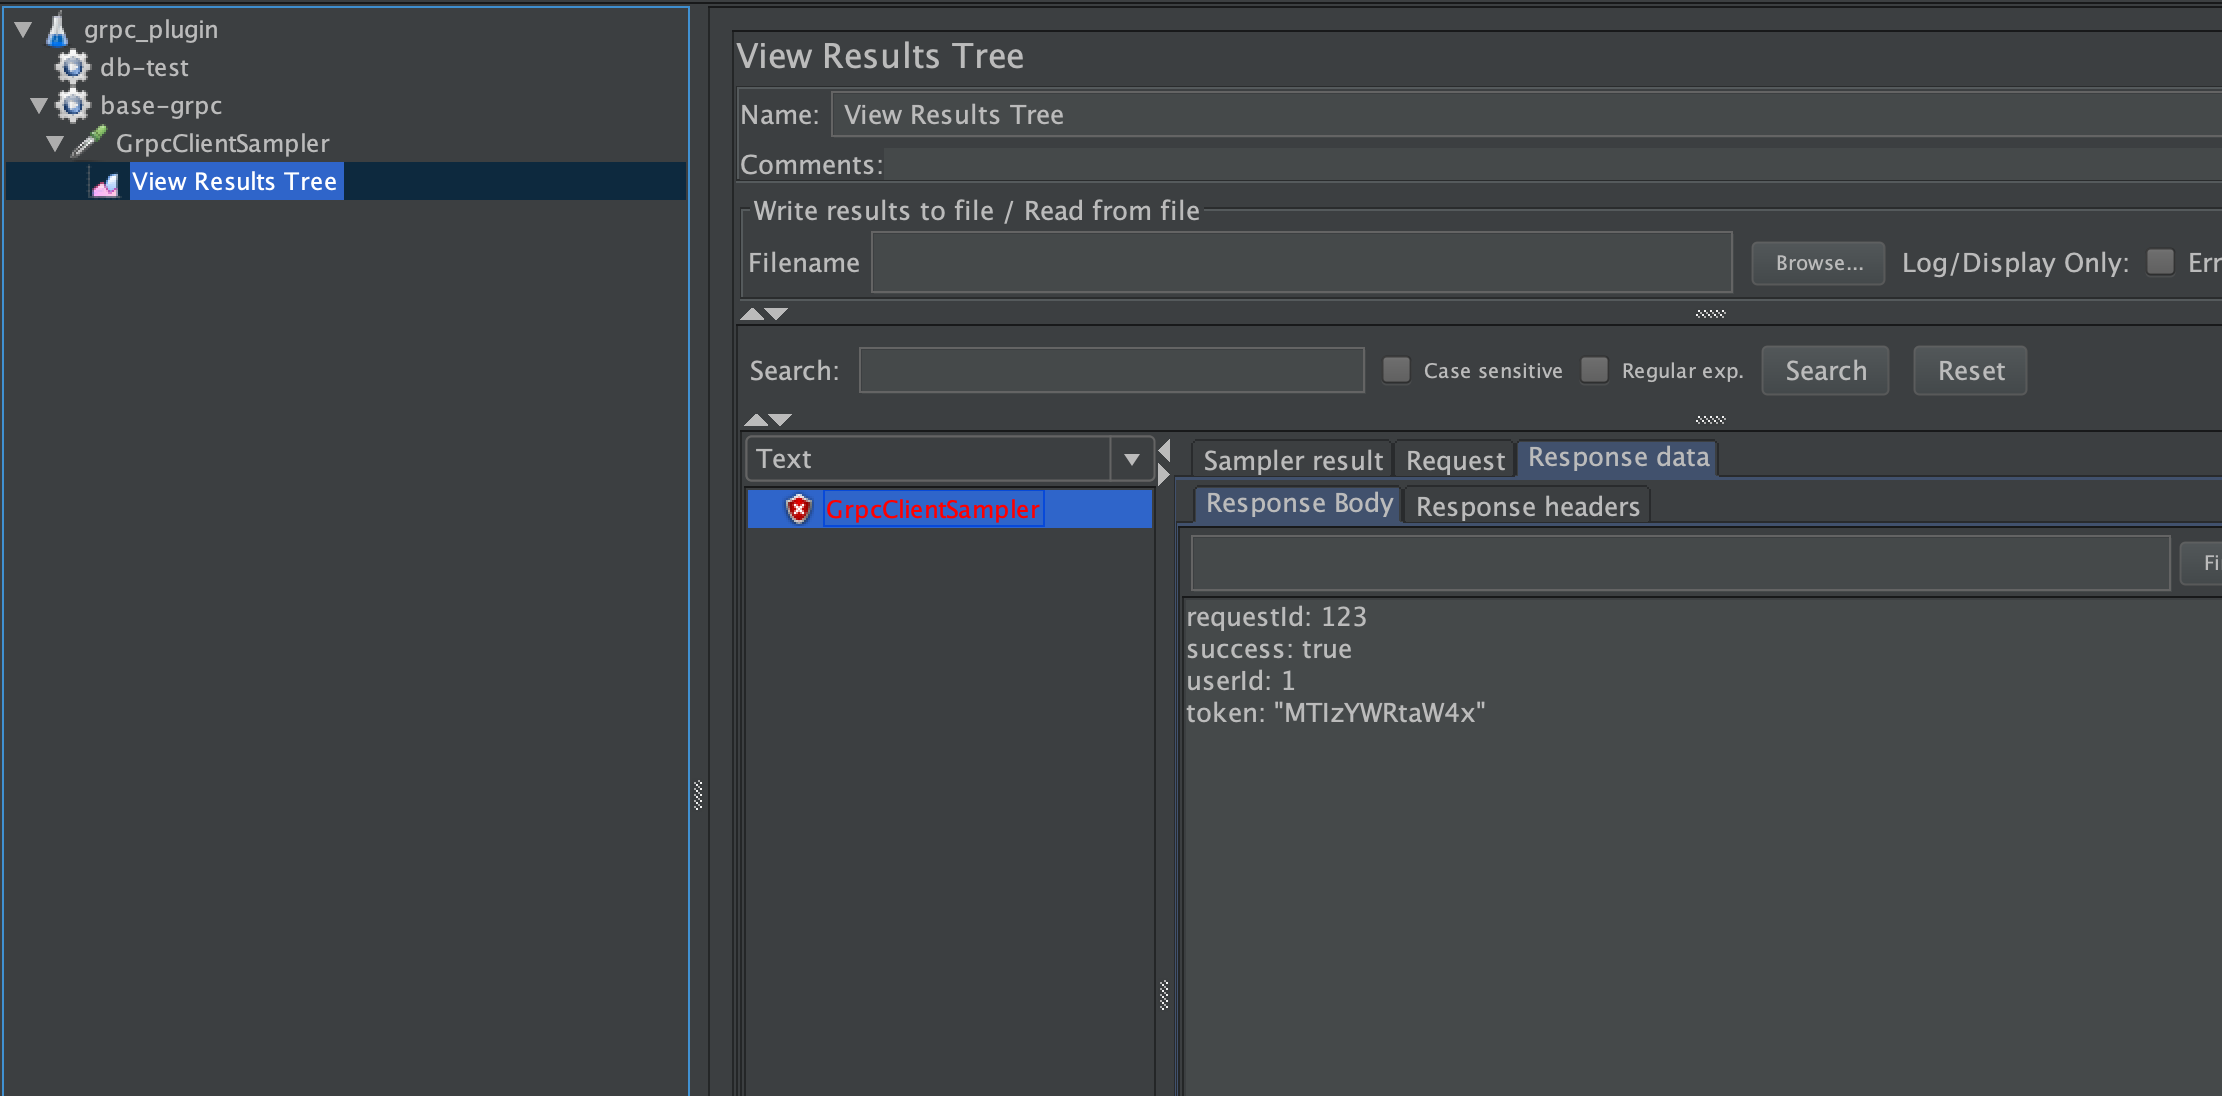 grpc_plugin
db-test
base-grpc
GrpcClientSampler
View Results Tree
View Results Tree
Name: View Results Tree
Comments:
Write results to file / Read from file
Filename Browse... Log/Display Only: Err
Search: Case sensitive Regular exp. Search Reset
Text
GrpcClientSampler
Sampler result Request Response data
Response Body Response headers
Fi
requestId: 123
success: true
userId: 1
token: "MTIzYWRtaW4x"